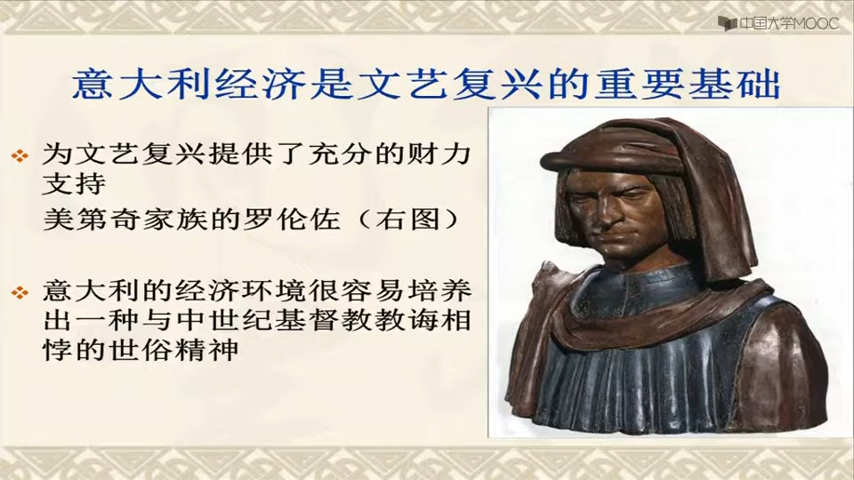 中国大学MOOC
意大利经济是文艺复兴的重要基础
为文艺复兴提供了充分的财力
支持
美第奇家族的罗伦佐（右图）
意大利的经济环境很容易培养
出一种与中世纪基督教教诲相
悖的世俗精神